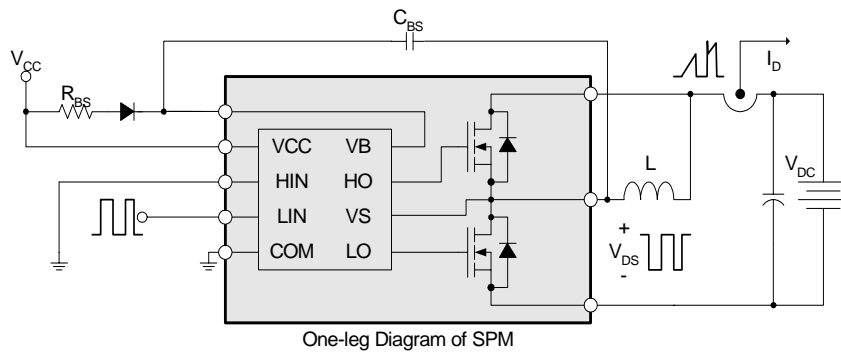 C_BS
V_CC
R_BS
I_D
VCC VB
HIN HO
LIN VS
COM LO
L
V_DC
+
V_DS
-
One-leg Diagram of SPM